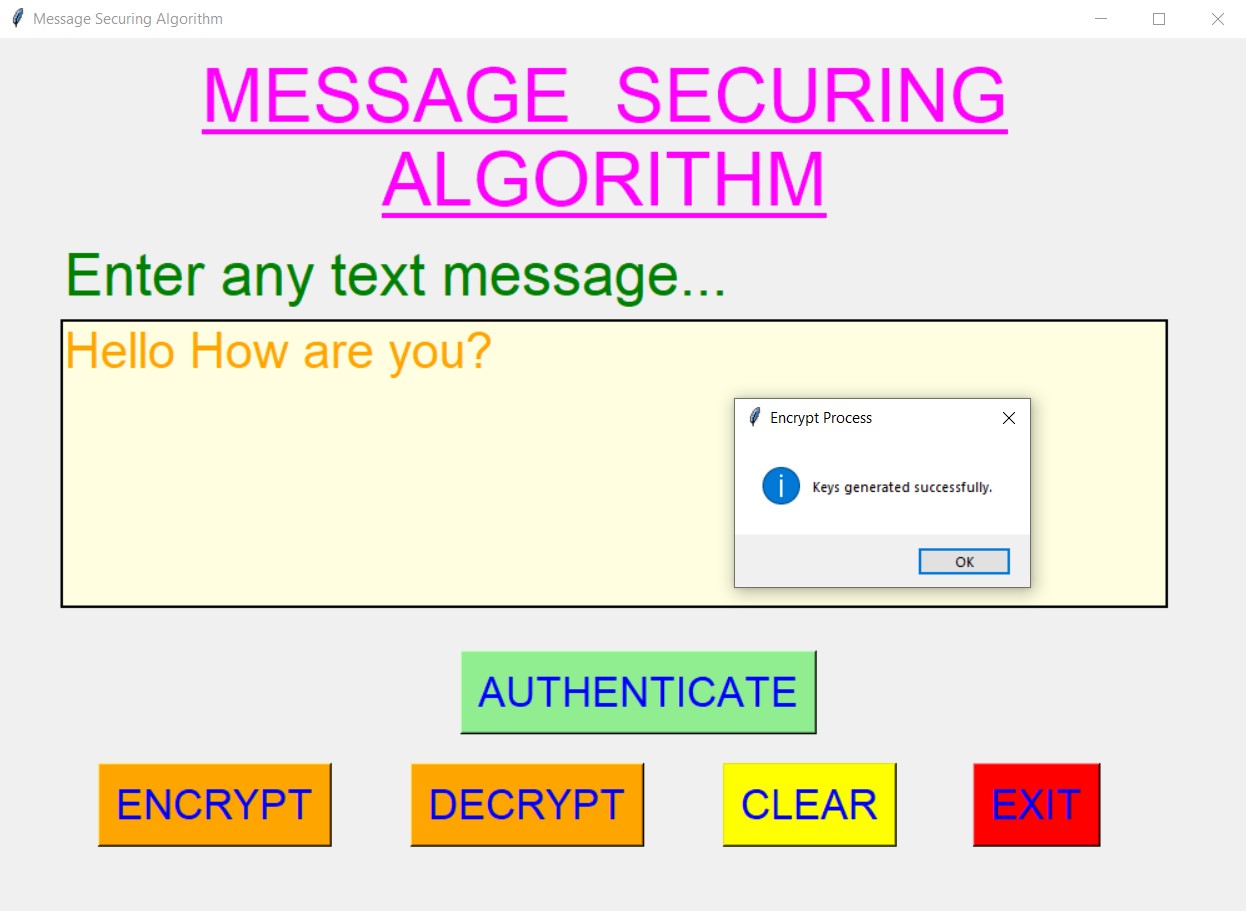 Message Securing Algorithm
MESSAGE SECURING
ALGORITHM
Enter any text message...
Hello How are you?
Encrypt Process
Keys generated successfully.
OK
AUTHENTICATE
ENCRYPT
DECRYPT
CLEAR
EXIT